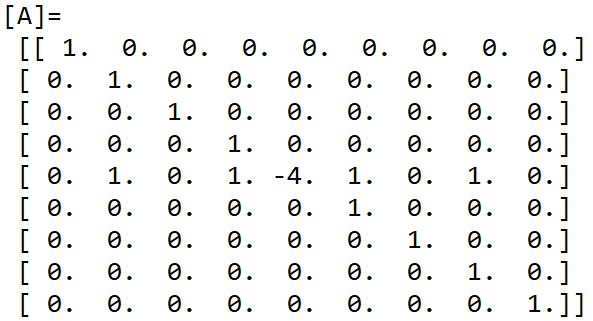 [A]=
[[ 1. 0. 0. 0. 0. 0. 0. 0. 0.]
[ 0. 1. 0. 0. 0. 0. 0. 0. 0.]
[ 0. 0. 1. 0. 0. 0. 0. 0. 0.]
[ 0. 0. 0. 1. 0. 0. 0. 0. 0.]
[ 0. 1. 0. 1. -4. 1. 0. 1. 0.]
[ 0. 0. 0. 0. 0. 1. 0. 0. 0.]
[ 0. 0. 0. 0. 0. 0. 1. 0. 0.]
[ 0. 0. 0. 0. 0. 0. 0. 1. 0.]
[ 0. 0. 0. 0. 0. 0. 0. 0. 1.]]